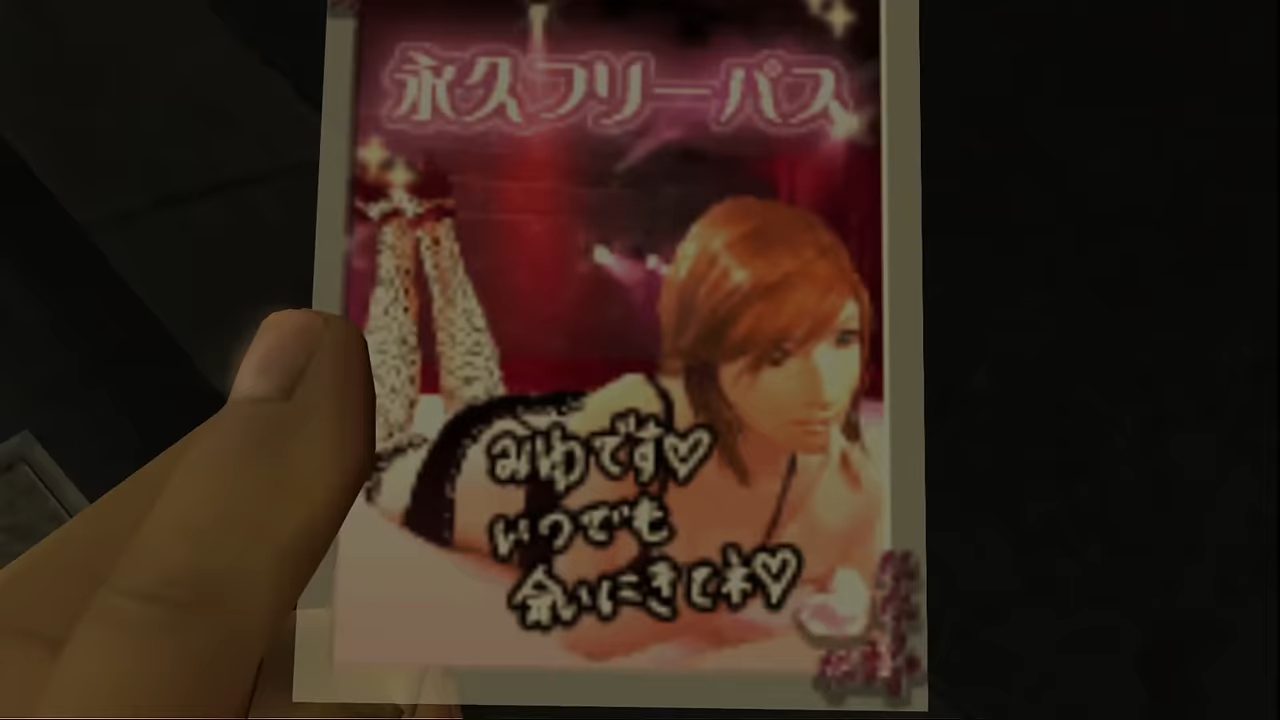 永久フリーパス
みゆです♡
いつでも
会いにきてネ♡